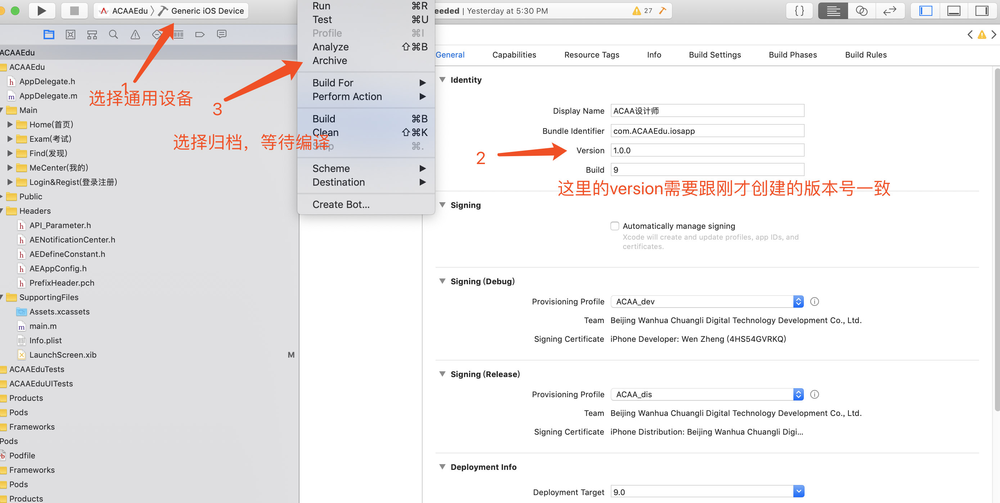 ACAAEdu 〉 Generic iOS Device
eeded | Yesterday at 5:30 PM
27
Run ⌘R
Test ⌘U
Profile ⌘I
Analyze ⇧⌘B
Archive
Build For
Perform Action
Build ⌘B
Clean ⇧⌘K
Stop ⌘.
Scheme
Destination
Create Bot...
1
选择通用设备
3
选择归档，等待编译
2
这里的version需要跟刚才创建的版本号一致
ACAAEdu
ACAAEdu
AppDelegate.h
AppDelegate.m
Main
Home(首页)
Exam(考试)
Find(发现)
MeCenter(我的)
Login&Regist(登录注册)
Public
Headers
API_Parameter.h
AENotificationCenter.h
AEDefineConstant.h
AEAppConfig.h
PrefixHeader.pch
SupportingFiles
Assets.xcassets
main.m
Info.plist
LaunchScreen.xib M
ACAAEduTests
ACAAEduUITests
Products
Pods
Frameworks
Pods
Podfile
Frameworks
Pods
Products
General Capabilities Resource Tags Info Build Settings Build Phases Build Rules
Identity
Display Name ACAA设计师
Bundle Identifier com.ACAAEdu.iosapp
Version 1.0.0
Build 9
Signing
Automatically manage signing
Xcode will create and update profiles, app IDs, and
certificates.
Signing (Debug)
Provisioning Profile ACAA_dev
Team Beijing Wanhua Chuangli Digital Technology Development Co., Ltd.
Signing Certificate iPhone Developer: Wen Zheng (4HS54GVRKQ)
Signing (Release)
Provisioning Profile ACAA_dis
Team Beijing Wanhua Chuangli Digital Technology Development Co., Ltd.
Signing Certificate iPhone Distribution: Beijing Wanhua Chuangli Digi...
Deployment Info
Deployment Target 9.0